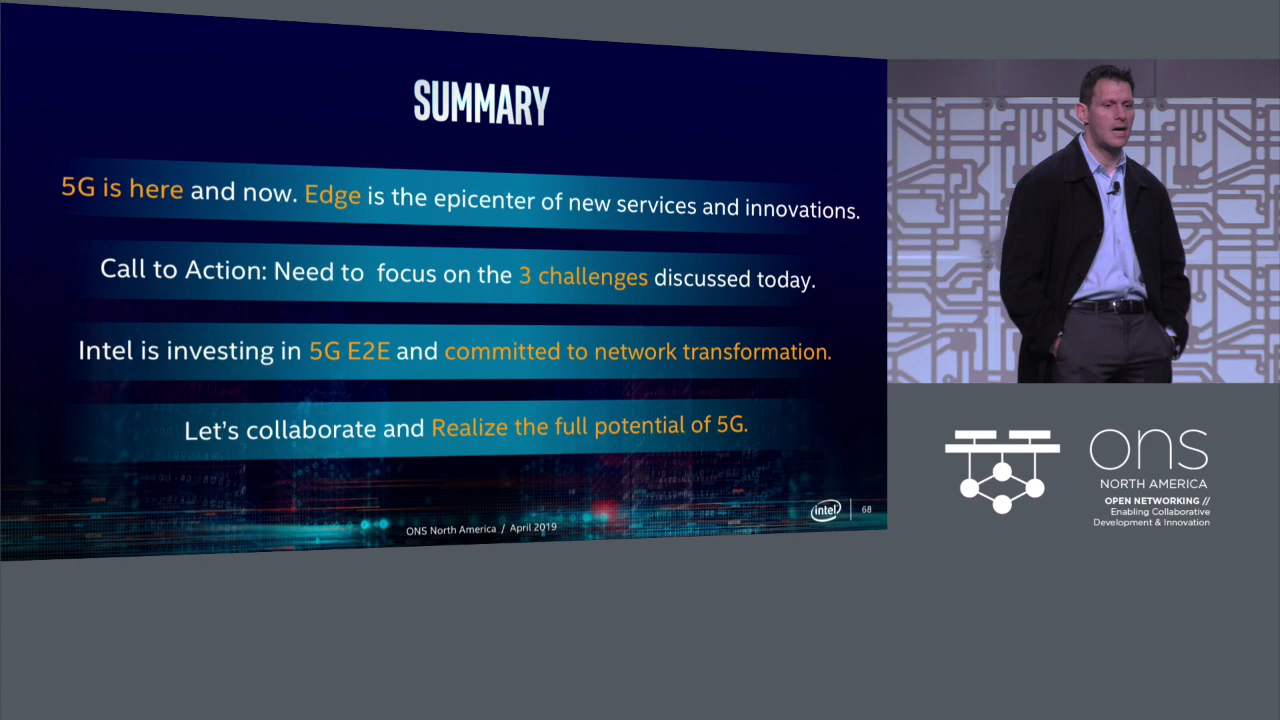 SUMMARY
5G is here and now. Edge is the epicenter of new services and innovations.
Call to Action: Need to focus on the 3 challenges discussed today.
Intel is investing in 5G E2E and committed to network transformation.
Let's collaborate and Realize the full potential of 5G.
ONS North America / April 2019
intel
68
ons
NORTH AMERICA
OPEN NETWORKING //
Enabling Collaborative
Development & Innovation